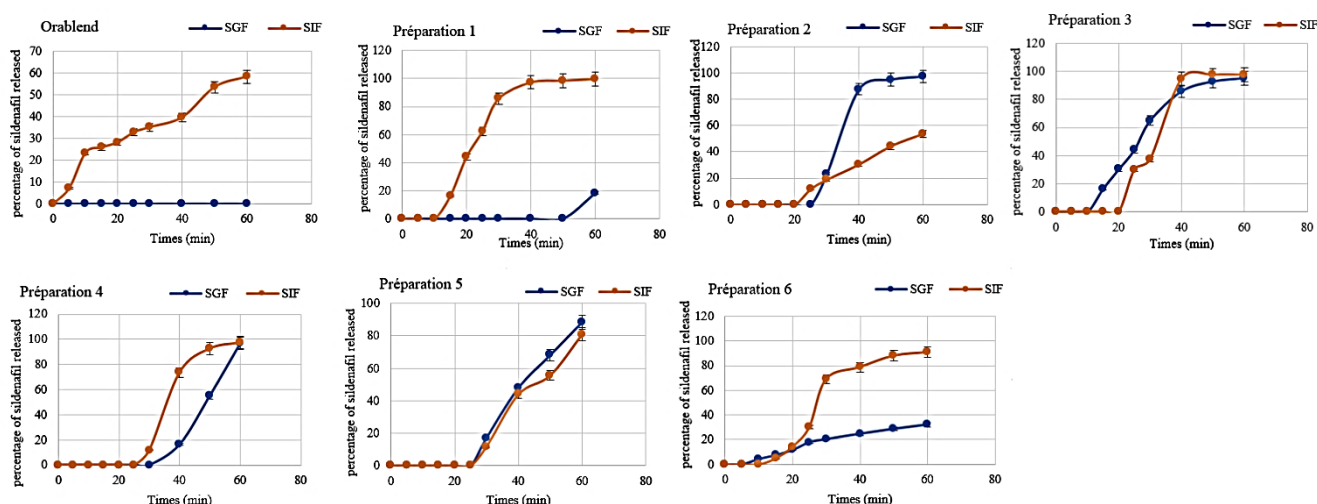 Orablend
SGF SIF
percentage of sildenafil released
70
60
50
40
30
20
10
0
0 20 40 60 80
Times (min)
Préparation 1
SGF SIF
percentage of sildenafil released
120
100
80
60
40
20
0
0 20 40 60 80
Times (min)
Préparation 2
SGF SIF
percentage of sildenafil released
120
100
80
60
40
20
0
0 20 40 60 80
Times (min)
Préparation 3
SGF SIF
percentage of sildenafil released
120
100
80
60
40
20
0
0 20 40 60 80
Times (min)
Préparation 4
SGF SIF
percentage of sildenafil released
120
100
80
60
40
20
0
0 20 40 60 80
Times (min)
Préparation 5
SGF SIF
percentage of sildenafil released
100
80
60
40
20
0
0 20 40 60 80
Times (min)
Préparation 6
SGF SIF
percentage of sildenafil released
120
100
80
60
40
20
0
0 20 40 60 80
Times (min)